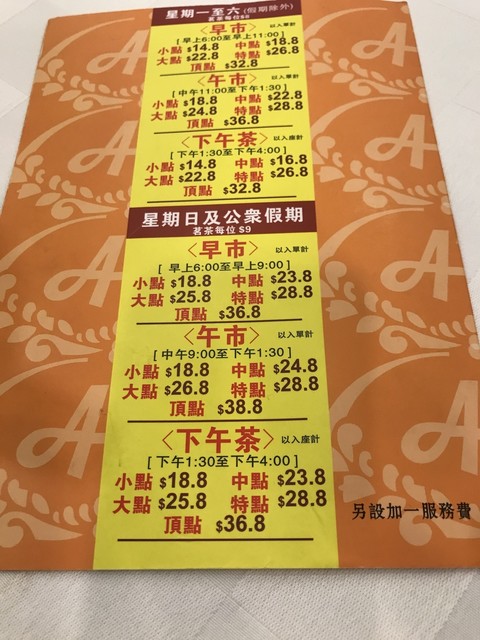 星期一至六(假期除外)
茗茶每位$8
〈早市〉以入單計
[早上6:00至早上11:00]
小點 $14.8 中點 $18.8
大點 $22.8 特點 $26.8
頂點 $32.8
〈午市〉以入單計
[中午11:00至下午1:30]
小點 $18.8 中點 $22.8
大點 $24.8 特點 $28.8
頂點 $36.8
〈下午茶〉以入座計
[下午1:30至下午4:00]
小點 $14.8 中點 $16.8
大點 $22.8 特點 $26.8
頂點 $32.8
星期日及公眾假期
茗茶每位 $9
〈早市〉以入單計
[早上6:00至早上9:00]
小點 $18.8 中點 $23.8
大點 $25.8 特點 $28.8
頂點 $36.8
〈午市〉以入單計
[中午9:00至下午1:30]
小點 $18.8 中點 $24.8
大點 $26.8 特點 $28.8
頂點 $38.8
〈下午茶〉以入座計
[下午1:30至下午4:00]
小點 $18.8 中點 $23.8
大點 $25.8 特點 $28.8
頂點 $36.8
另設加一服務費